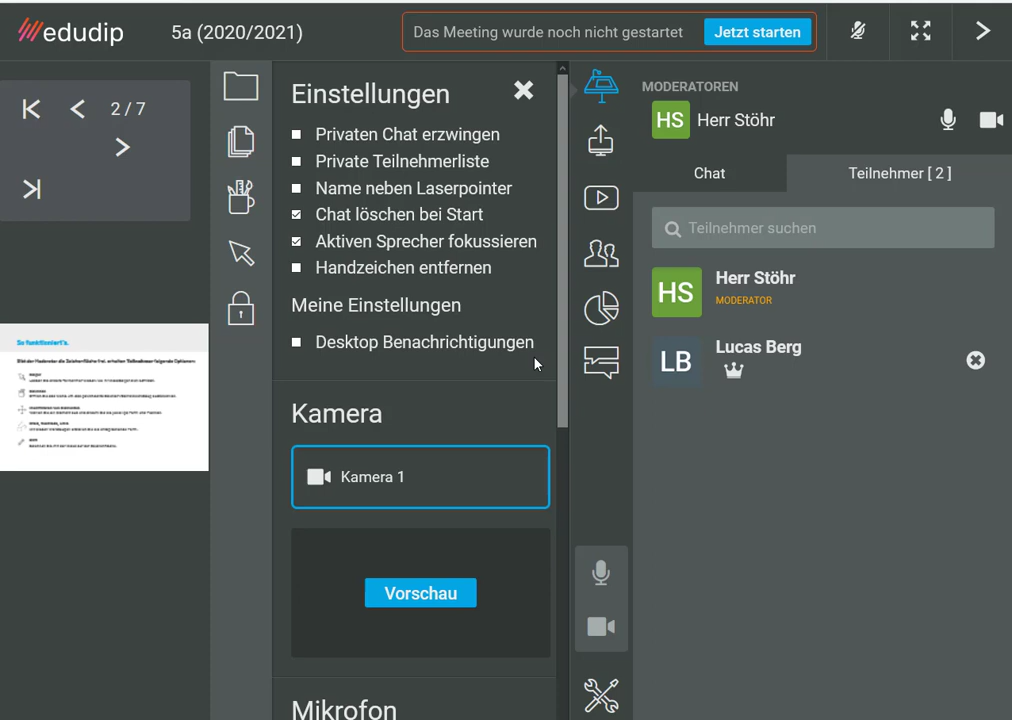 edudip
5a (2020/2021)
Das Meeting wurde noch nicht gestartet
Jetzt starten
2 / 7
So funktioniert's.
Einstellungen
Privaten Chat erzwingen
Private Teilnehmerliste
Name neben Laserpointer
Chat löschen bei Start
Aktiven Sprecher fokussieren
Handzeichen entfernen
Meine Einstellungen
Desktop Benachrichtigungen
Kamera
Kamera 1
Vorschau
Mikrofon
MODERATOREN
HS Herr Stöhr
Chat
Teilnehmer [ 2 ]
Teilnehmer suchen
HS Herr Stöhr
MODERATOR
LB Lucas Berg